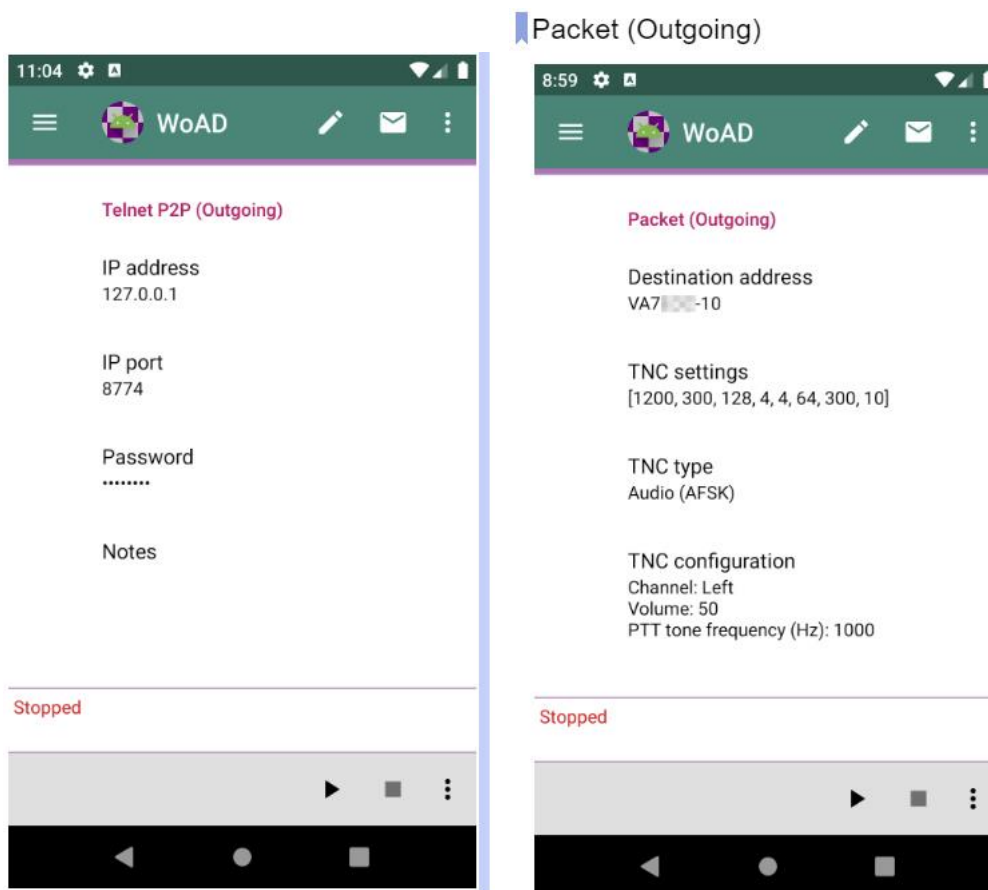 Packet (Outgoing)
11:04
WoAD
Telnet P2P (Outgoing)
IP address
127.0.0.1
IP port
8774
Password
••••••••
Notes
Stopped
8:59
WoAD
Packet (Outgoing)
Destination address
VA7 -10
TNC settings
[1200, 300, 128, 4, 4, 64, 300, 10]
TNC type
Audio (AFSK)
TNC configuration
Channel: Left
Volume: 50
PTT tone frequency (Hz): 1000
Stopped